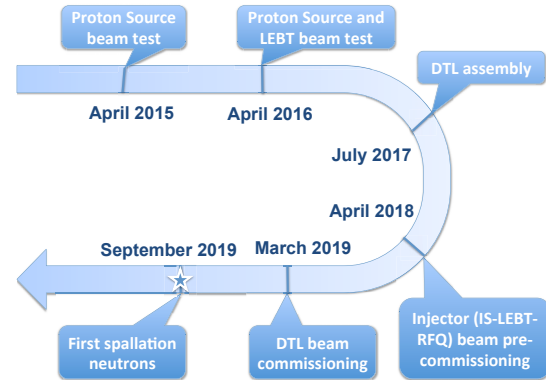 Proton Source
beam test
Proton Source and
LEBT beam test
DTL assembly
April 2015
April 2016
July 2017
April 2018
September 2019
March 2019
First spallation
neutrons
DTL beam
commissioning
Injector (IS-LEBT-
RFQ) beam pre-
commissioning